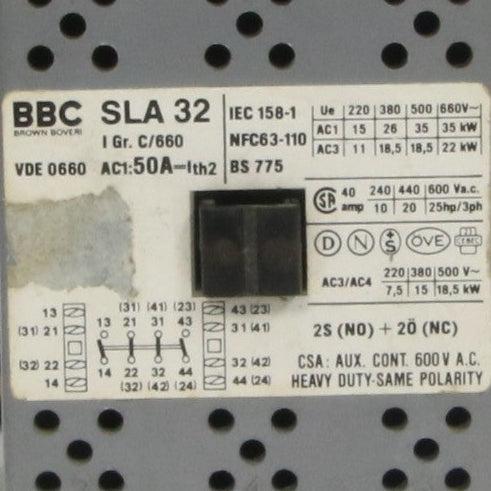 BBC SLA 32
BROWN BOVERI
I Gr. C/660
VDE 0660 AC1:50A=Ith2
IEC 158-1
NFC63-110
BS 775
Ue 220 380 500 660V~
AC1 15 26 35 35 kW
AC3 11 18,5 18,5 22 kW
SA 40 amp 240 440 600 Va.c.
10 20 25hp/3ph
D N +S ÖVE CEBEC
AC3/AC4 220 380 500 V~
7,5 15 18,5 kW
2S (NO) + 2Ö (NC)
CSA: AUX. CONT. 600 V A.C.
HEAVY DUTY-SAME POLARITY
13 (31) (41) (23) 43 (23)
(31) 21 13 21 31 43 31 (41)
(32) 22 14 22 32 44 32 (42)
14 (32) (42) (24) 44 (24)